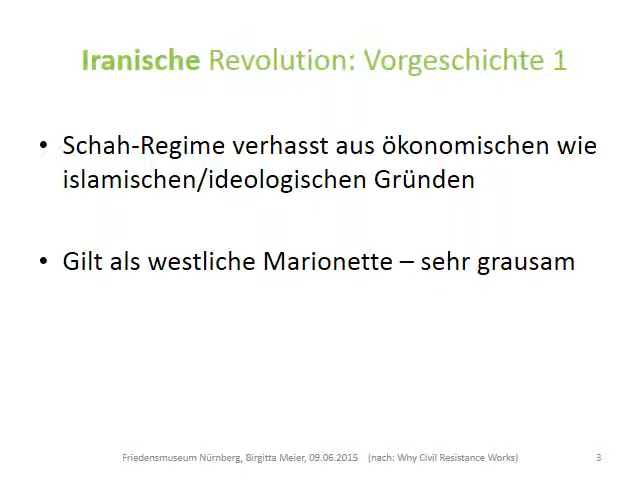 Iranische Revolution: Vorgeschichte 1
• Schah-Regime verhasst aus ökonomischen wie
islamischen/ideologischen Gründen
• Gilt als westliche Marionette – sehr grausam
Friedensmuseum Nürnberg, Birgitta Meier, 09.06.2015 (nach: Why Civil Resistance Works) 3